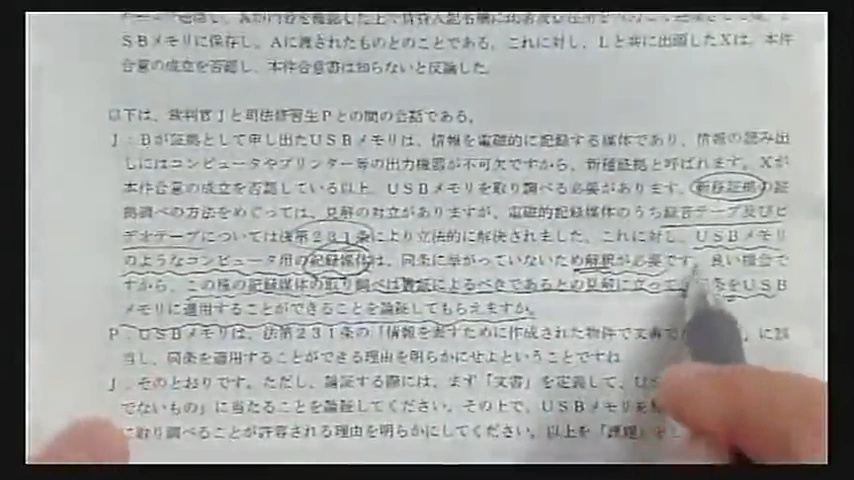 SBメモリに保存し、Aに渡されたものとのことである。これに対し、Lと共に出頭したXは、本件
合意の成立を否認し、本件合意書は知らないと反論した。
以下は、裁判官Jと司法修習生Pとの間の会話である。
J:Bが証拠として申し出たUSBメモリは、情報を電磁的に記録する媒体であり、情報の読み出
しにはコンピュータやプリンター等の出力機器が不可欠ですから、新種証拠と呼ばれます。Xが
本件合意の成立を否認している以上、USBメモリを取り調べる必要があります。新種証拠の証
拠調べの方法をめぐっては、見解の対立がありますが、電磁的記録媒体のうち録音テープ及びビ
デオテープについては法第231条により立法的に解決されました。これに対し、USBメモリ
のようなコンピュータ用の記録媒体は、同条に挙がっていないため解釈が必要です。良い機会で
すから、この種の記録媒体の取り調べは書証によるべきであるとの見解に立って、同条をUSB
メモリに適用することができることを論証してもらえますか。
P:USBメモリは、法第231条の「情報を表すために作成された物件で文書で
」に該
当し、同条を適用することができる理由を明らかにせよということですね
J:そのとおりです。ただし、論証する際には、まず「文書」を定義して、US
でないもの」に当たることを論証してください。その上で、USBメモリを
に取り調べることが許容される理由を明らかにしてください。以上を「課題」